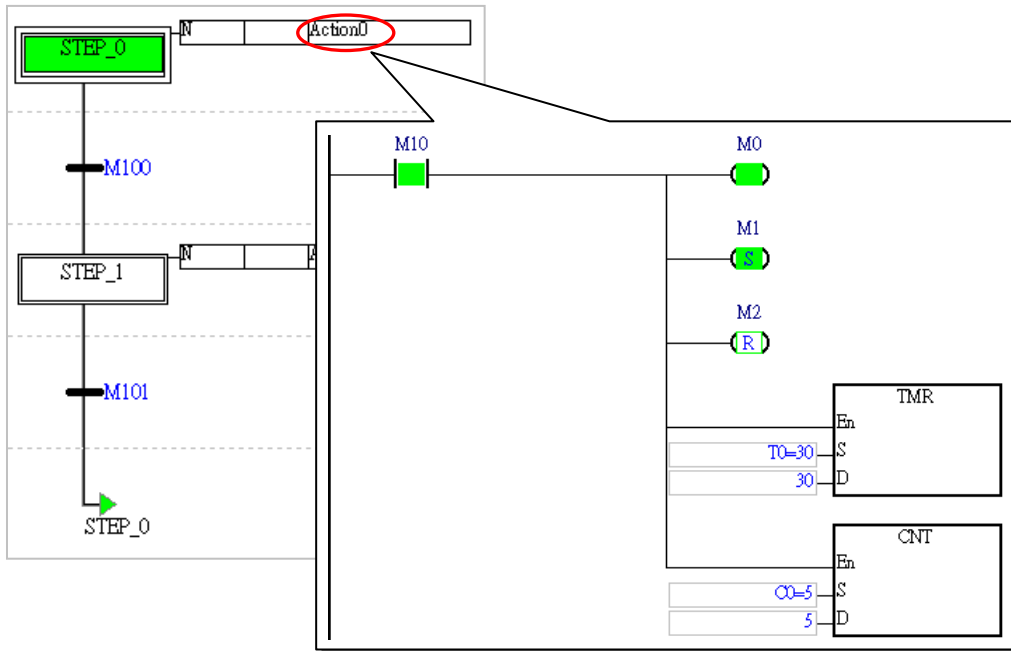 N
Action0
STEP_0
M100
N
A
STEP_1
M101
STEP_0
M10
M0
M1
S
M2
R
TMR
En
T0=30 S
30 D
CNT
En
C0=5 S
5 D